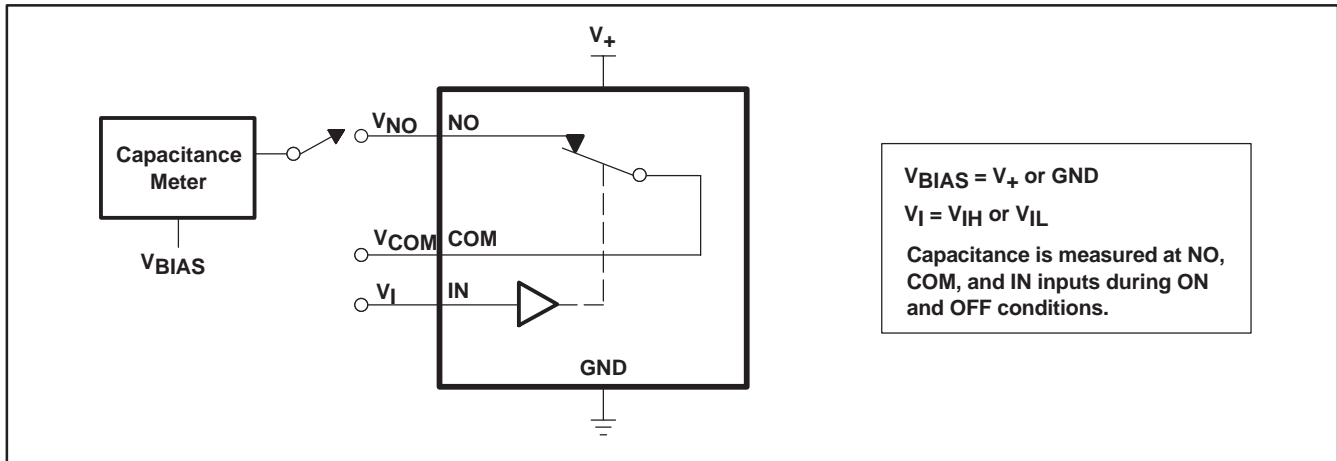 V+
VNO
NO
Capacitance
Meter
VBIAS
VCOM
COM
VI
IN
GND
VBIAS = V+ or GND
VI = VIH or VIL
Capacitance is measured at NO,
COM, and IN inputs during ON
and OFF conditions.